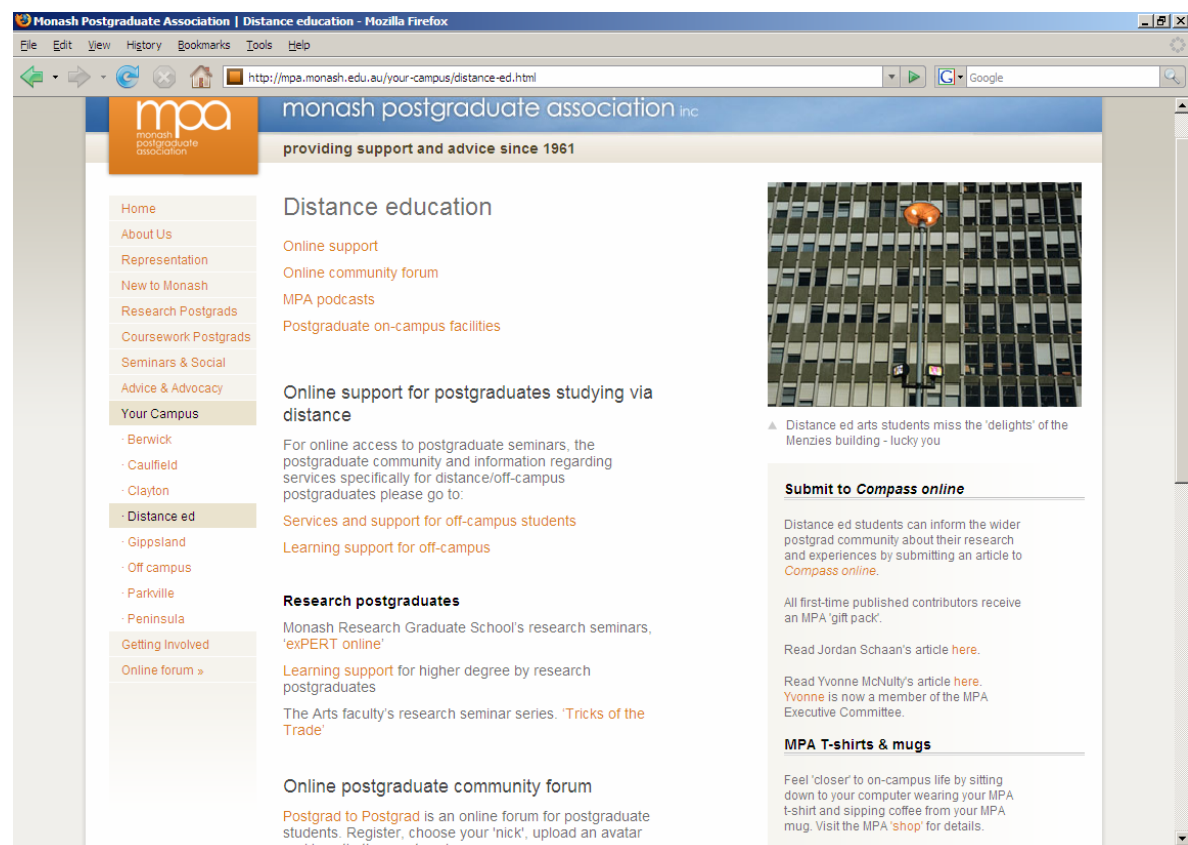 Monash Postgraduate Association | Distance education - Mozilla Firefox
File Edit View History Bookmarks Tools Help
http://mpa.monash.edu.au/your-campus/distance-ed.html
G Google
mpa
monash
postgraduate
association
monash postgraduate association inc
providing support and advice since 1961
Home
About Us
Representation
New to Monash
Research Postgrads
Coursework Postgrads
Seminars & Social
Advice & Advocacy
Your Campus
· Berwick
· Caulfield
· Clayton
· Distance ed
· Gippsland
· Off campus
· Parkville
· Peninsula
Getting Involved
Online forum »
Distance education
Online support
Online community forum
MPA podcasts
Postgraduate on-campus facilities
Online support for postgraduates studying via
distance
For online access to postgraduate seminars, the
postgraduate community and information regarding
services specifically for distance/off-campus
postgraduates please go to:
Services and support for off-campus students
Learning support for off-campus
Research postgraduates
Monash Research Graduate School's research seminars,
'exPERT online'
Learning support for higher degree by research
postgraduates
The Arts faculty's research seminar series. 'Tricks of the
Trade'
Online postgraduate community forum
Postgrad to Postgrad is an online forum for postgraduate
students. Register, choose your 'nick', upload an avatar
Distance ed arts students miss the 'delights' of the
Menzies building - lucky you
Submit to Compass online
Distance ed students can inform the wider
postgrad community about their research
and experiences by submitting an article to
Compass online.
All first-time published contributors receive
an MPA 'gift pack'.
Read Jordan Schaan's article here.
Read Yvonne McNulty's article here.
Yvonne is now a member of the MPA
Executive Committee.
MPA T-shirts & mugs
Feel 'closer' to on-campus life by sitting
down to your computer wearing your MPA
t-shirt and sipping coffee from your MPA
mug. Visit the MPA 'shop' for details.